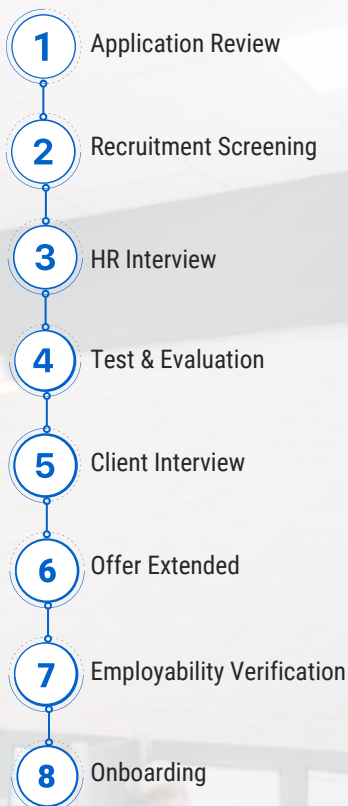 1 Application Review
2 Recruitment Screening
3 HR Interview
4 Test & Evaluation
5 Client Interview
6 Offer Extended
7 Employability Verification
8 Onboarding